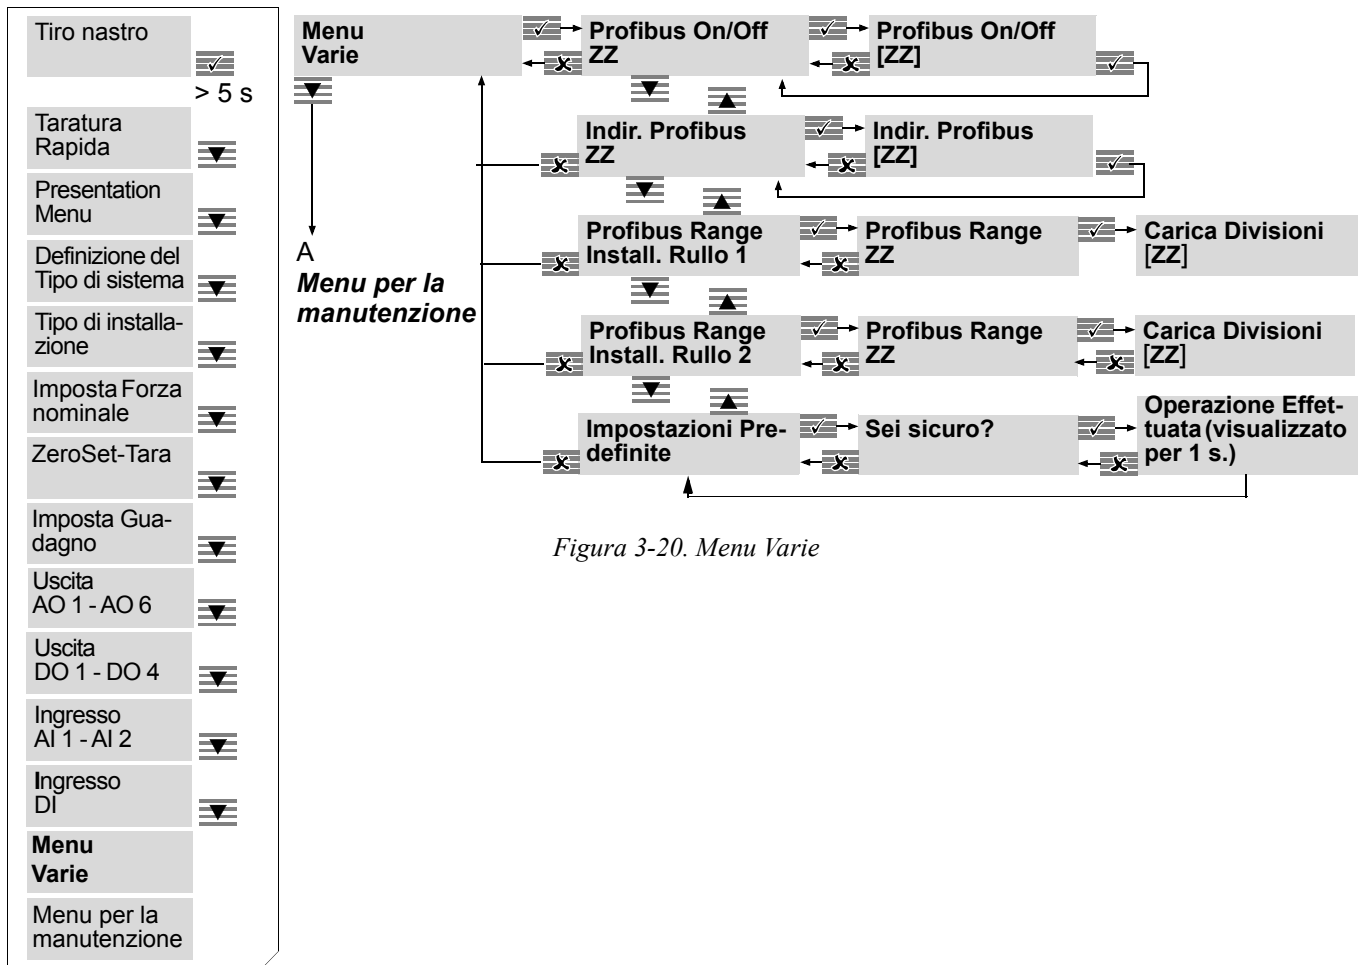 Tiro nastro
> 5 s
Taratura
Rapida
Presentation
Menu
Definizione del
Tipo di sistema
Tipo di installa-
zione
Imposta Forza
nominale
ZeroSet-Tara
Imposta Gua-
dagno
Uscita
AO 1 - AO 6
Uscita
DO 1 - DO 4
Ingresso
AI 1 - AI 2
Ingresso
DI
Menu
Varie
Menu per la
manutenzione
Menu
Varie
A
Menu per la
manutenzione
Profibus On/Off
ZZ
Profibus On/Off
[ZZ]
Indir. Profibus
ZZ
Indir. Profibus
[ZZ]
Profibus Range
Install. Rullo 1
Profibus Range
ZZ
Carica Divisioni
[ZZ]
Profibus Range
Install. Rullo 2
Profibus Range
ZZ
Carica Divisioni
[ZZ]
Impostazioni Pre-
definite
Sei sicuro?
Operazione Effet-
tuata (visualizzato
per 1 s.)
Figura 3-20. Menu Varie